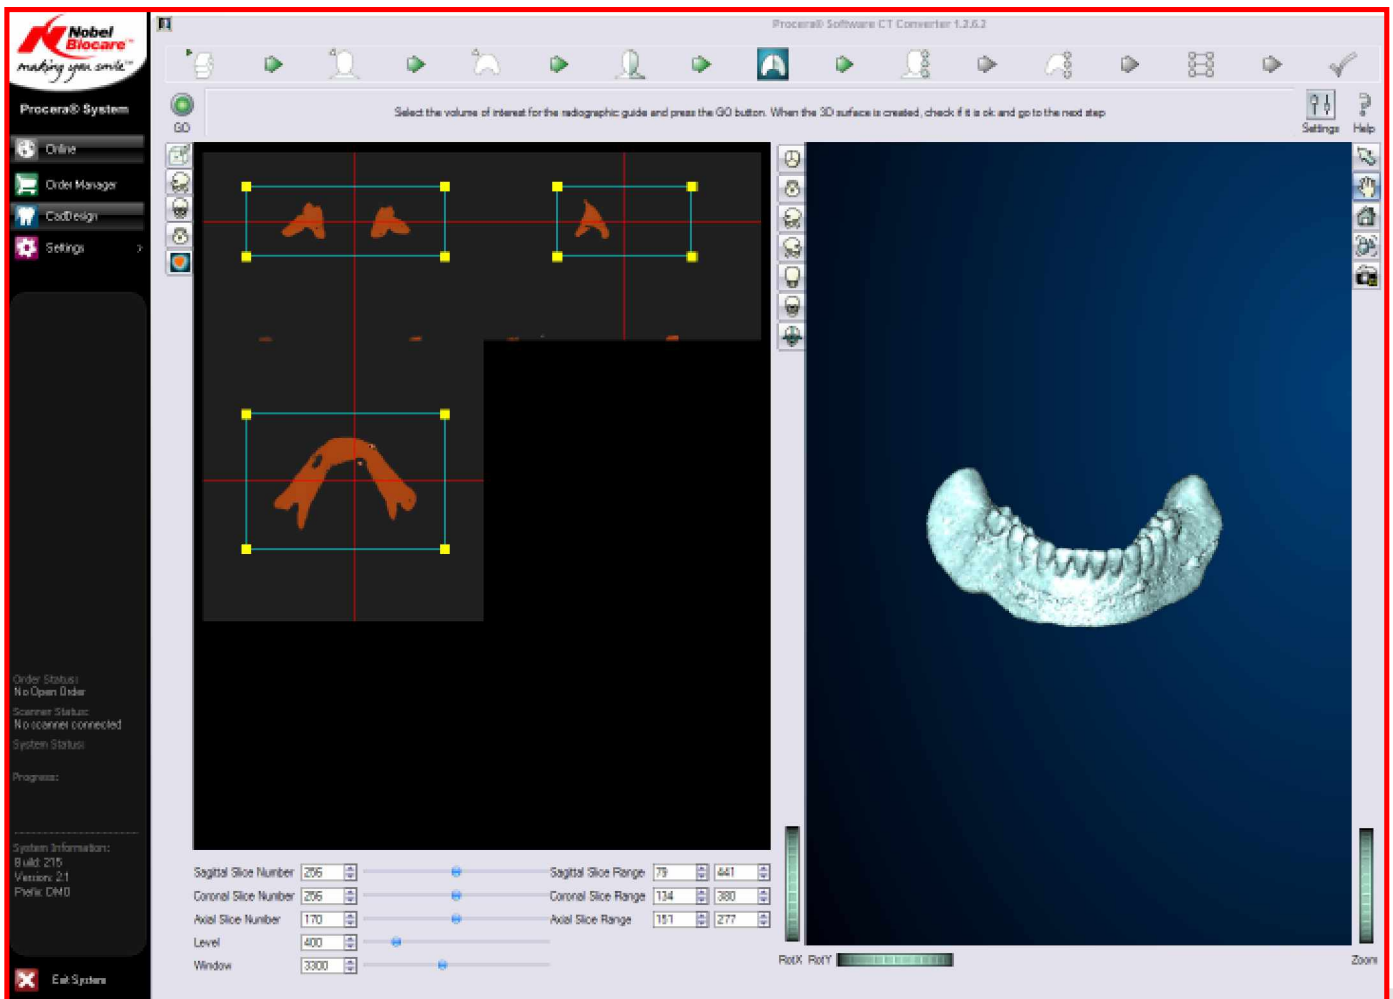 Nobel
Biocare™
making you smile™
Procera® Software CT Converter 1.2.6.2
Procera® System
GO
Select the volume of interest for the radiographic guide and press the GO button. When the 3D surface is created, check if it is ok and go to the next step
Settings
Help
Online
Order Manager
CadDesign
Settings
Order Status:
No Open Order
Scanner Status:
No scanner connected
System Status:
Progress:
System Information:
Build: 215
Version: 2.1
Prefix: DMO
Exit System
Sagittal Slice Number 256
Sagittal Slice Range 79 441
Coronal Slice Number 256
Coronal Slice Range 134 380
Axial Slice Number 170
Axial Slice Range 151 277
Level 400
Window 3300
RotX RotY
Zoom